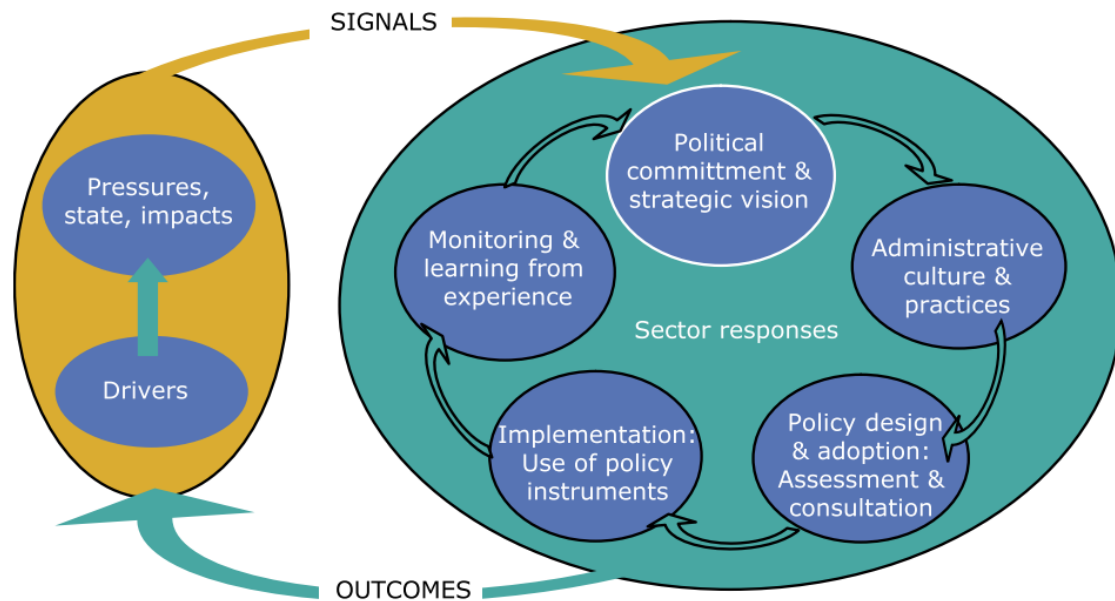 SIGNALS
Pressures,
state, impacts
Drivers
Political
committment &
strategic vision
Administrative
culture &
practices
Policy design
& adoption:
Assessment &
consultation
Implementation:
Use of policy
instruments
Monitoring &
learning from
experience
Sector responses
OUTCOMES